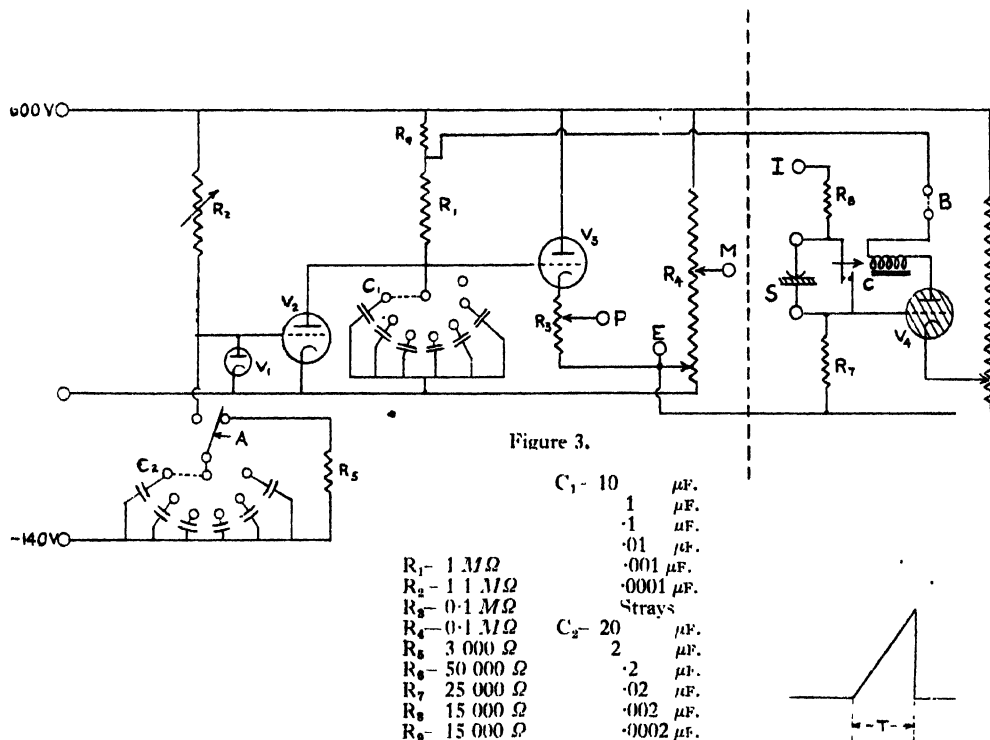 600V
R₉
R₂
R₁
V₃
V₂
V₁
C₁
R₃
P
R₄
M
E
I
R₈
B
S
C
V₄
R₇
A
C₂
R₅
-140V
Figure 3.
C₁- 10 μF.
1 μF.
·1 μF.
·01 μF.
R₁- 1 MΩ ·001 μF.
R₂- 1 1 MΩ ·0001 μF.
R₃- 0·1 MΩ Strays
R₄- 0·1 MΩ C₂- 20 μF.
R₅ 3 000 Ω 2 μF.
R₆- 50 000 Ω ·2 μF.
R₇ 25 000 Ω ·02 μF.
R₈ 15 000 Ω ·002 μF.
R₉- 15 000 Ω ·0002 μF.
-T-